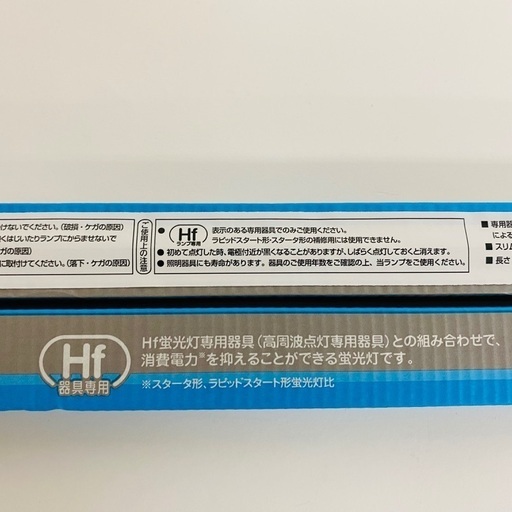 けないでください。(破損・ケガの原因)
くはじいたりランプにからませないで
ガの原因)
に取付けてください。(落下・ケガの原因)
ご使用上の注意
● Hf ランプ専用 表示のある専用器具でのみご使用ください。
ラピッドスタート形・スタータ形の補修用には使用できません。
● 初めて点灯した時、電極付近が黒くなることがありますが、しばらく点灯しておくと消えます。
● 照明器具にも寿命があります。器具のご使用年数をご確認の上、当ランプをご使用ください。
■ 専用器
による
■ スリム
■ 長さ
Hf
器具専用
Hf蛍光灯専用器具(高周波点灯専用器具)との組み合わせで、
消費電力※を抑えることができる蛍光灯です。
※スタータ形、ラピッドスタート形蛍光灯比